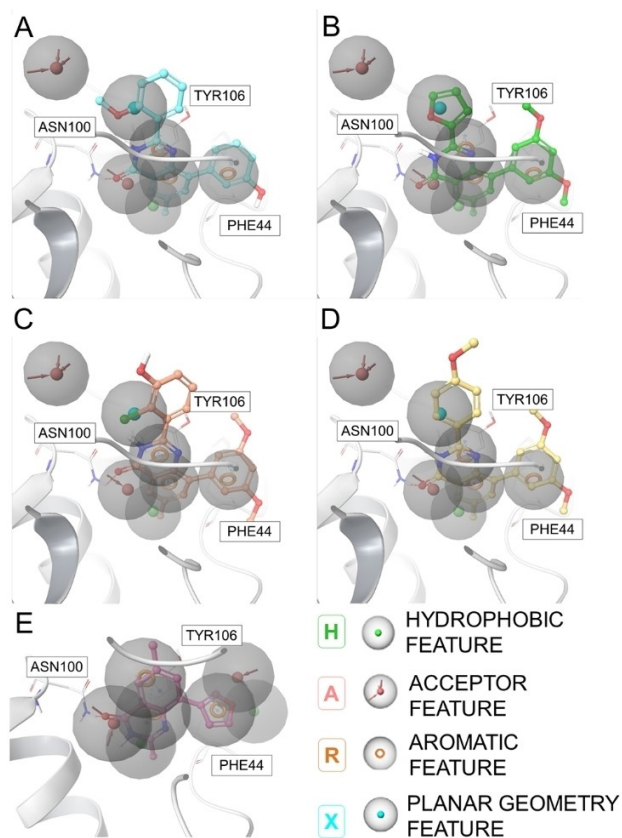 A
TYR106
ASN100
PHE44
B
TYR106
ASN100
PHE44
C
TYR106
ASN100
PHE44
D
TYR106
ASN100
PHE44
E
TYR106
ASN100
PHE44
H
HYDROPHOBIC
FEATURE
A
ACCEPTOR
FEATURE
R
AROMATIC
FEATURE
X
PLANAR GEOMETRY
FEATURE